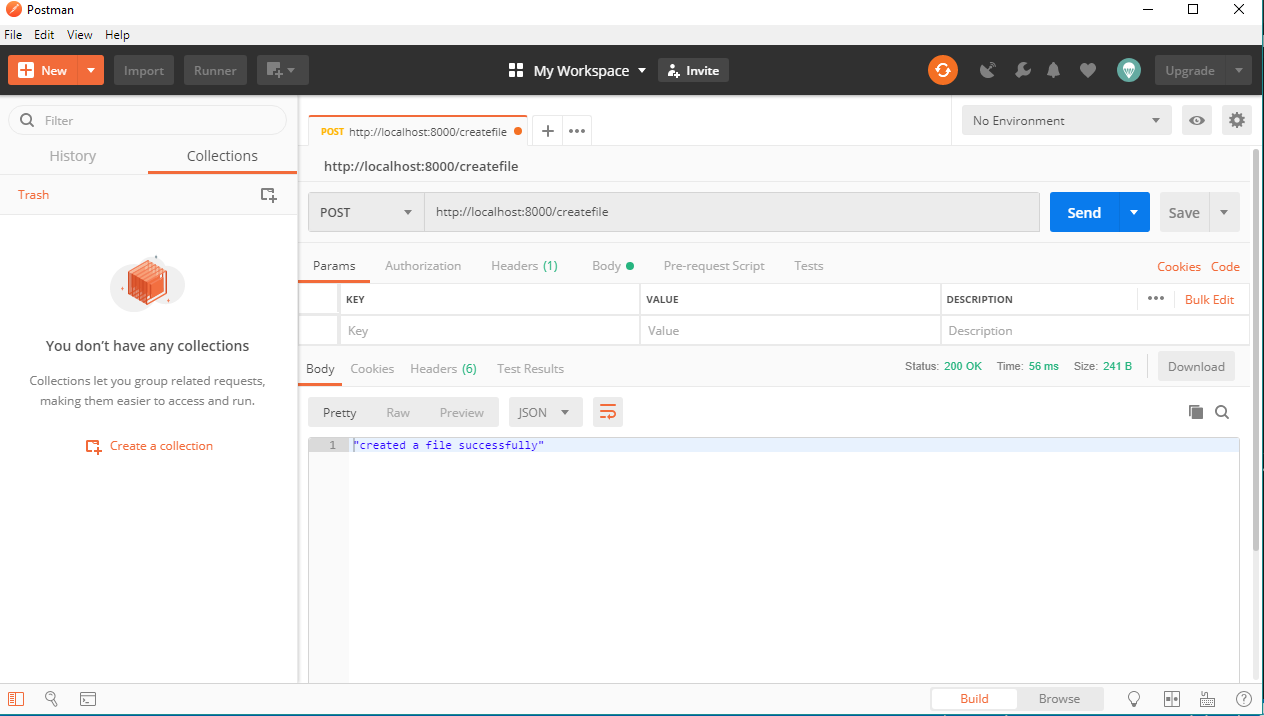 Postman
File Edit View Help
New Import Runner My Workspace Invite Upgrade
Filter
History Collections
Trash
You don't have any collections
Collections let you group related requests,
making them easier to access and run.
Create a collection
POST http://localhost:8000/createfile
No Environment
http://localhost:8000/createfile
POST http://localhost:8000/createfile Send Save
Params Authorization Headers (1) Body Pre-request Script Tests Cookies Code
KEY VALUE DESCRIPTION Bulk Edit
Key Value Description
Body Cookies Headers (6) Test Results Status: 200 OK Time: 56 ms Size: 241 B Download
Pretty Raw Preview JSON
1 "created a file successfully"
Build Browse